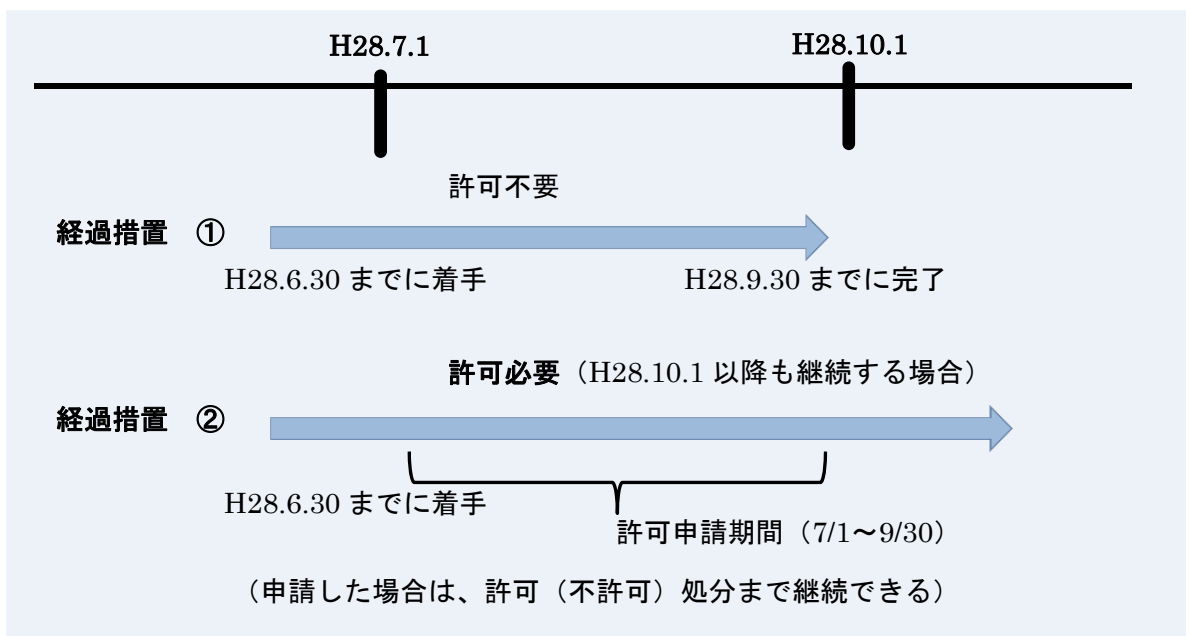 H28.7.1 H28.10.1
許可不要
経過措置 ①
H28.6.30 までに着手 H28.9.30 までに完了
許可必要（H28.10.1 以降も継続する場合）
経過措置 ②
H28.6.30 までに着手
許可申請期間（7/1～9/30）
（申請した場合は、許可（不許可）処分まで継続できる）